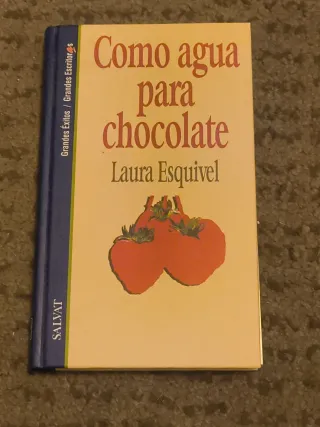 Como agua
para
chocolate
Laura Esquivel
Grandes Éxitos / Grandes Escritores
SALVAT